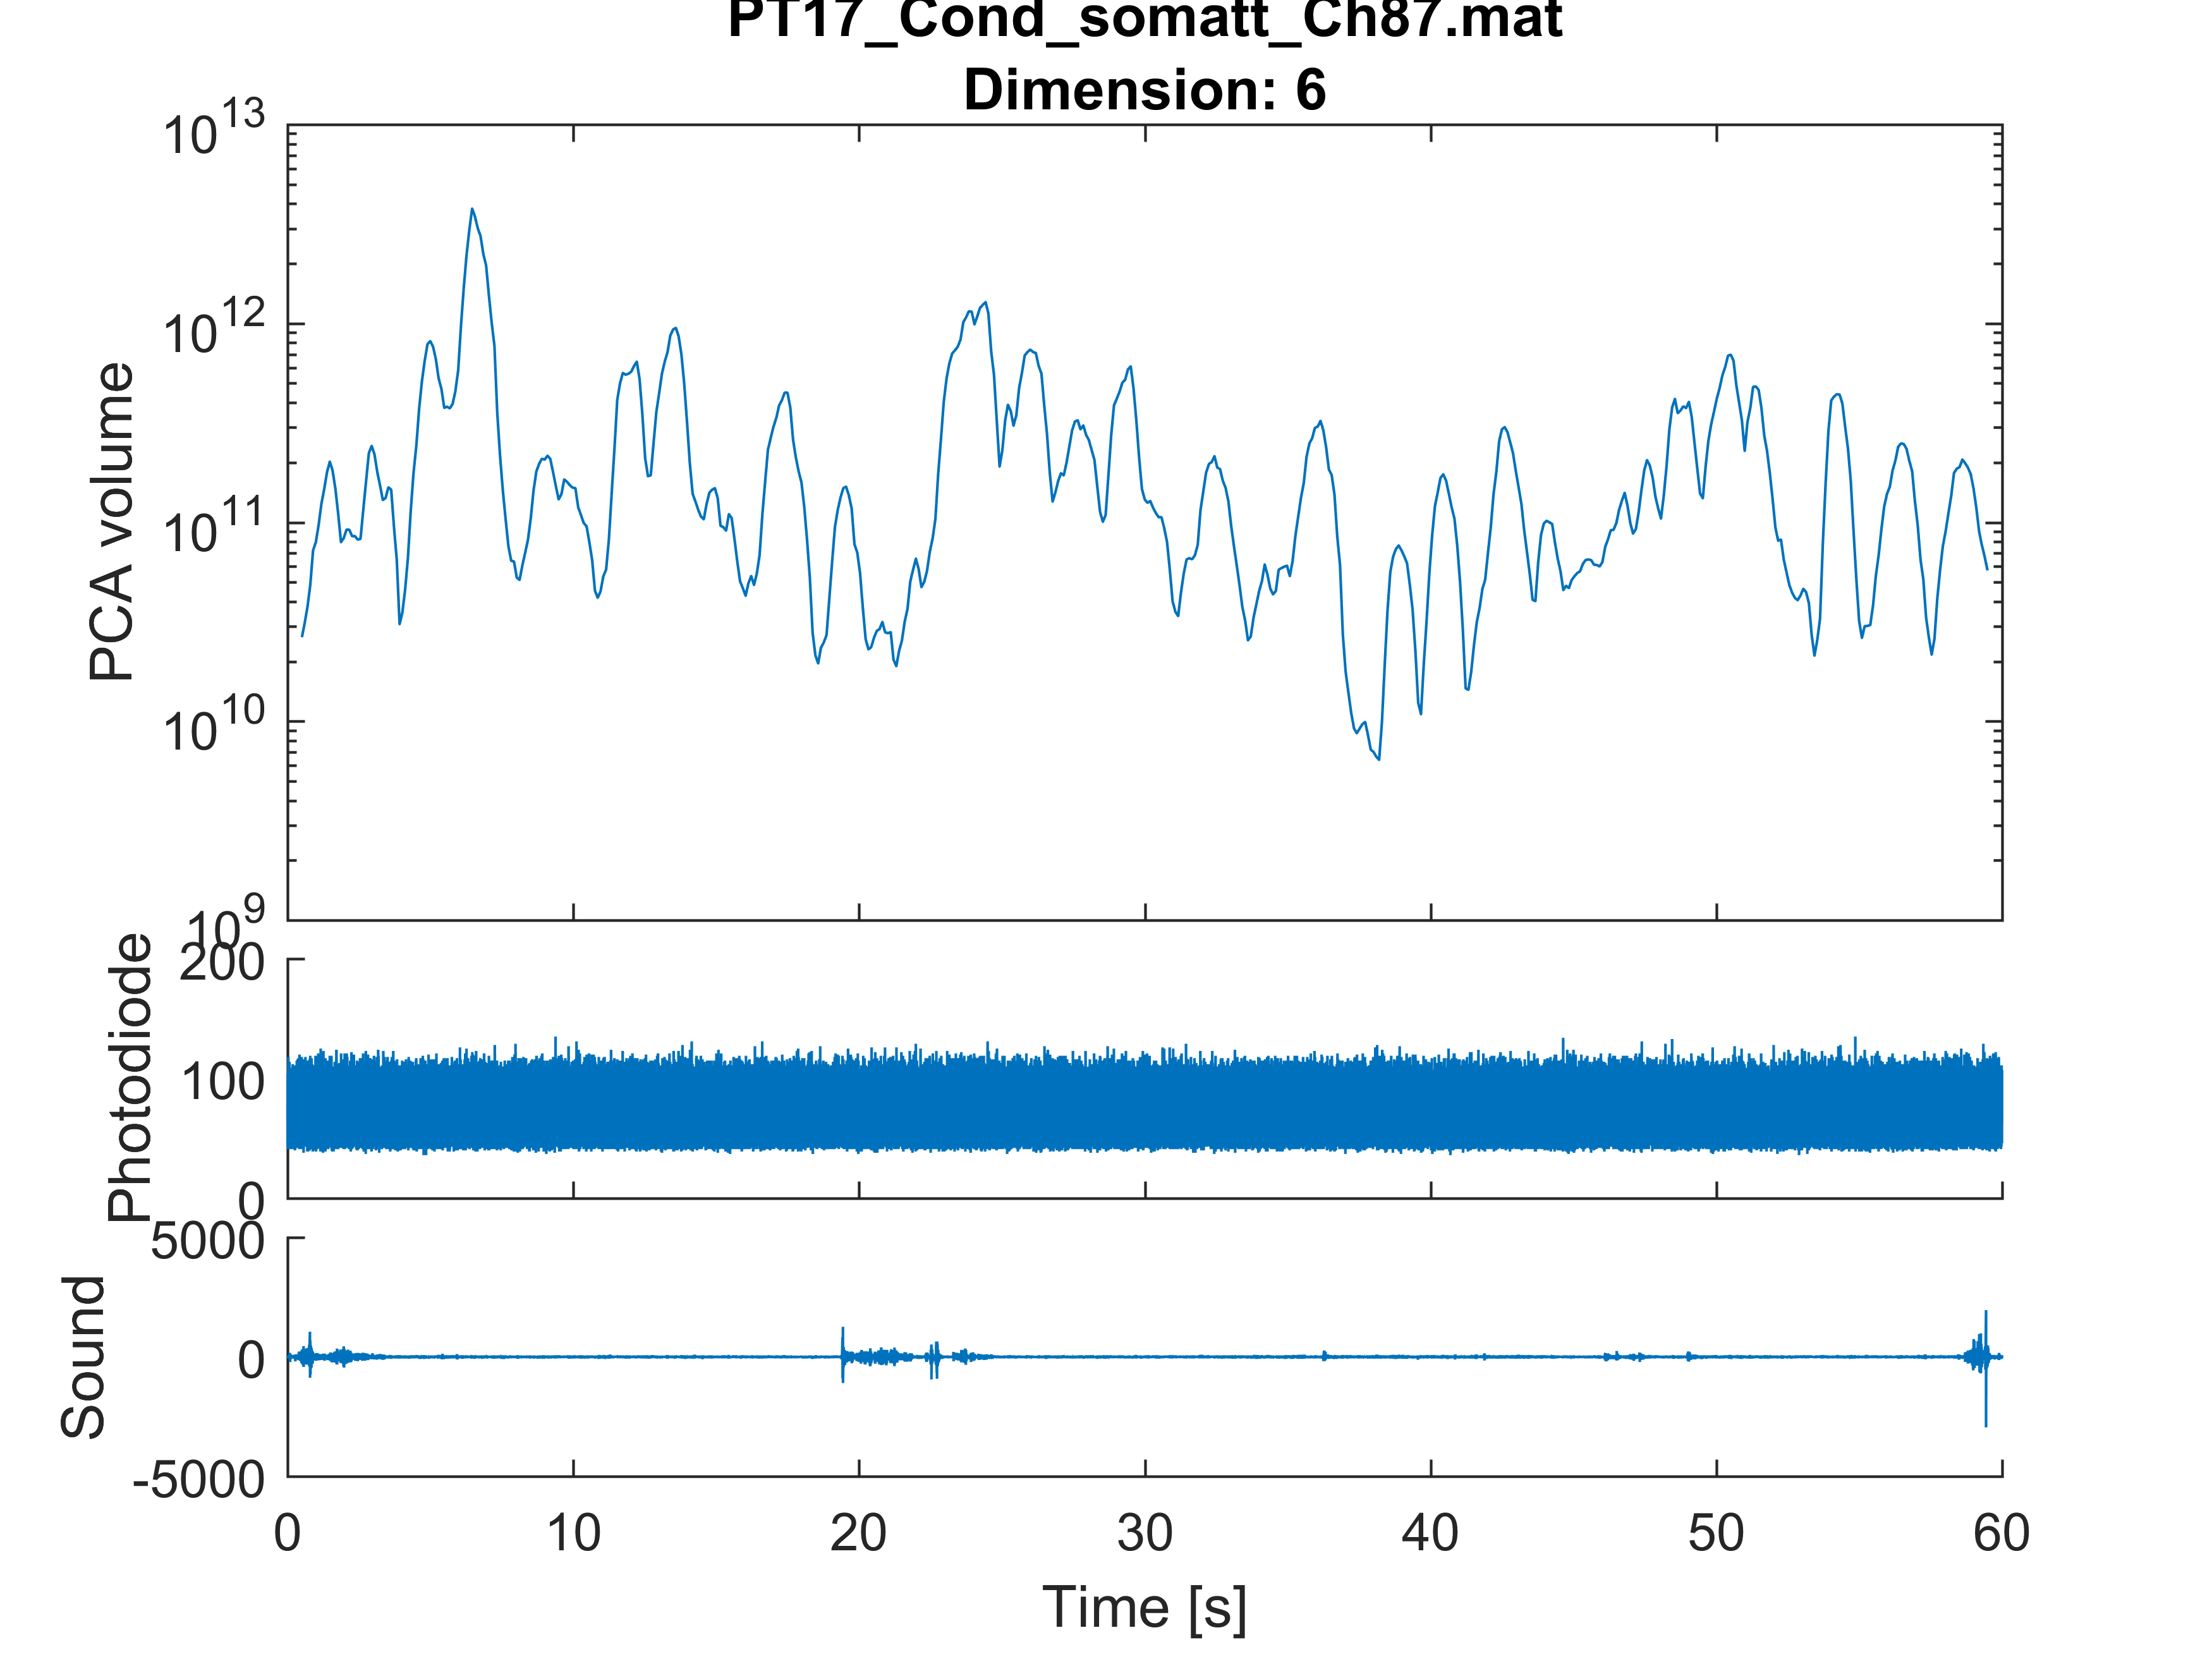 PT17_Cond_somatt_Ch87.mat
Dimension: 6
10^13
10^12
10^11
10^10
10^9
PCA volume
200
100
0
Photodiode
5000
0
-5000
Sound
0 10 20 30 40 50 60
Time [s]